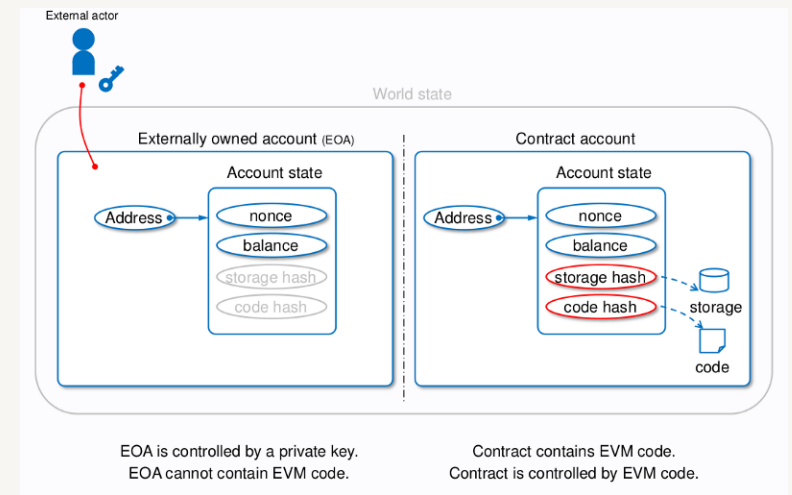 External actor
World state
Externally owned account (EOA)
Account state
Address
nonce
balance
storage hash
code hash
Contract account
Account state
Address
nonce
balance
storage hash
code hash
storage
code
EOA is controlled by a private key.
EOA cannot contain EVM code.
Contract contains EVM code.
Contract is controlled by EVM code.